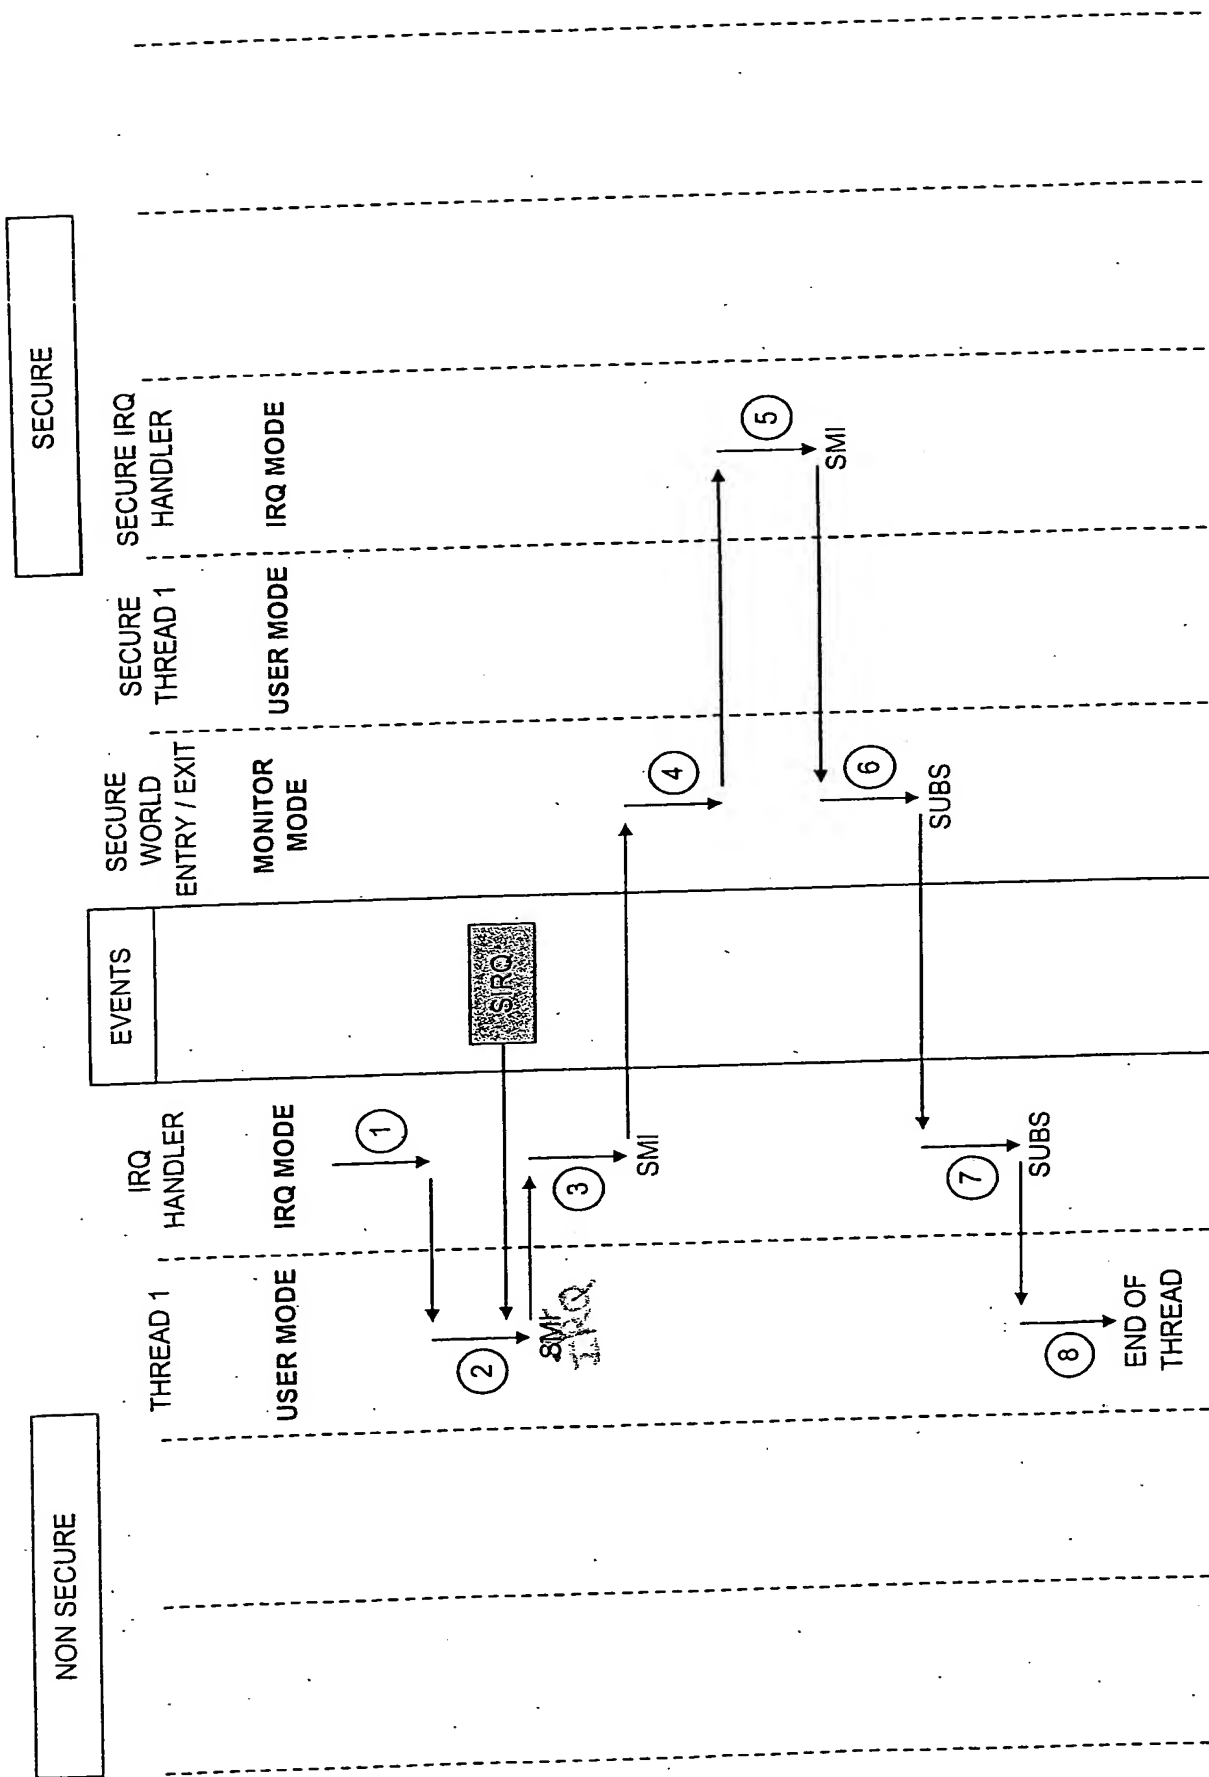 NON SECURE
SECURE
EVENTS
THREAD 1
IRQ
HANDLER
SECURE
WORLD
ENTRY / EXIT
SECURE
THREAD 1
SECURE IRQ
HANDLER
USER MODE
IRQ MODE
MONITOR
MODE
USER MODE
IRQ MODE
1
2
SIRQ
SMI
IRQ
3
SMI
4
5
SMI
6
SUBS
7
SUBS
8
END OF
THREAD